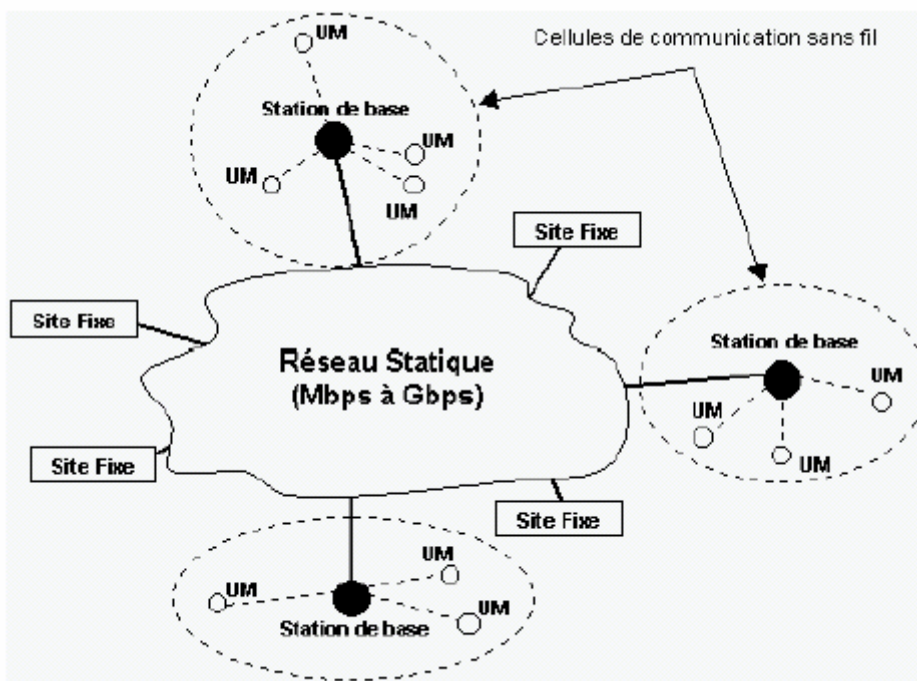 UM
Cellules de communication sans fil
Station de base
UM
UM
UM
Site Fixe
Site Fixe
Réseau Statique
(Mbps à Gbps)
Station de base
UM
UM
UM
Site Fixe
Site Fixe
UM
UM
UM
Station de base